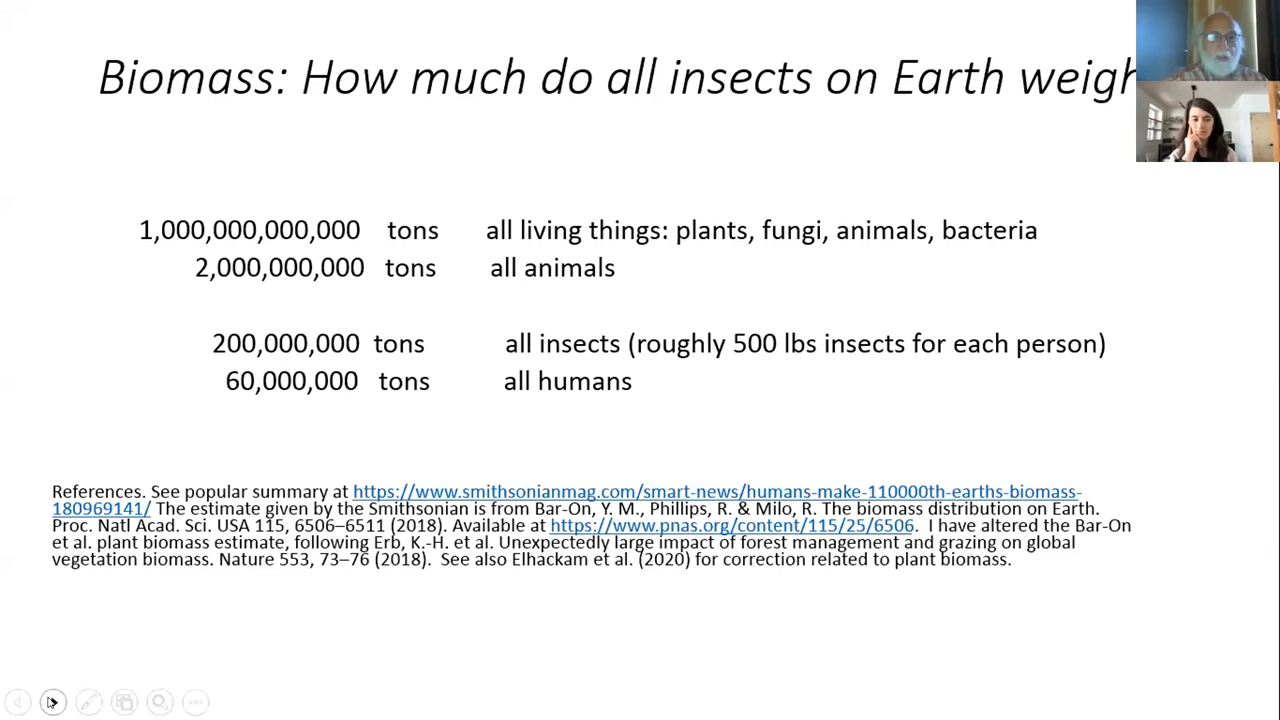 Biomass: How much do all insects on Earth weigh
1,000,000,000,000 tons all living things: plants, fungi, animals, bacteria
2,000,000,000 tons all animals
200,000,000 tons all insects (roughly 500 lbs insects for each person)
60,000,000 tons all humans
References. See popular summary at https://www.smithsonianmag.com/smart-news/humans-make-110000th-earths-biomass-
180969141/ The estimate given by the Smithsonian is from Bar-On, Y. M., Phillips, R. & Milo, R. The biomass distribution on Earth.
Proc. Natl Acad. Sci. USA 115, 6506–6511 (2018). Available at https://www.pnas.org/content/115/25/6506. I have altered the Bar-On
et al. plant biomass estimate, following Erb, K.-H. et al. Unexpectedly large impact of forest management and grazing on global
vegetation biomass. Nature 553, 73–76 (2018). See also Elhackam et al. (2020) for correction related to plant biomass.